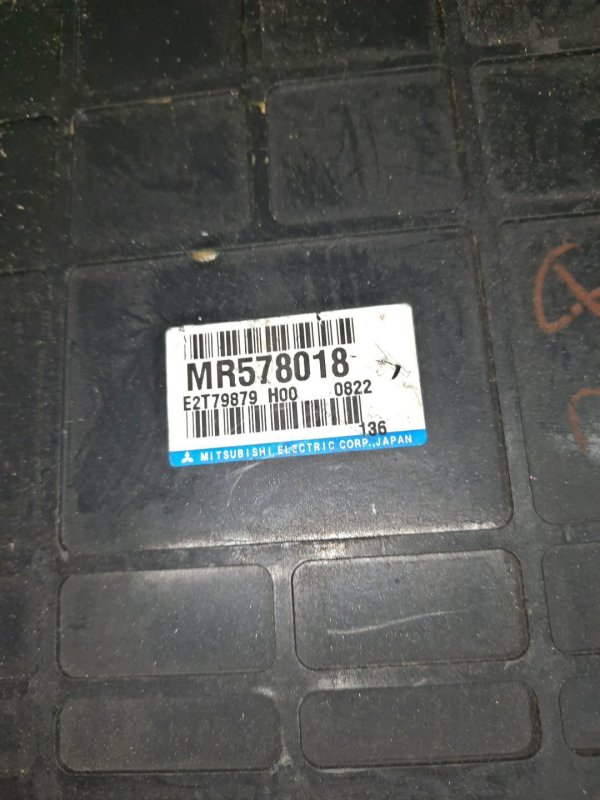 MR578018
E2T79879 H00 0822
136
MITSUBISHI ELECTRIC CORP., JAPAN